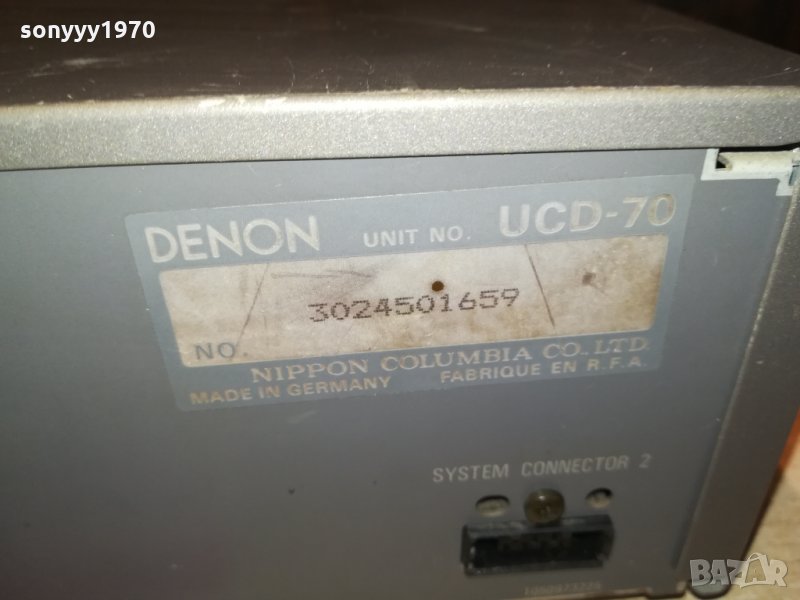 sonyyy1970
DENON UNIT NO. UCD-70
3024501659
NO.
NIPPON COLUMBIA CO.,LTD.
MADE IN GERMANY FABRIQUE EN R.F.A.
SYSTEM CONNECTOR 2
BAZAR